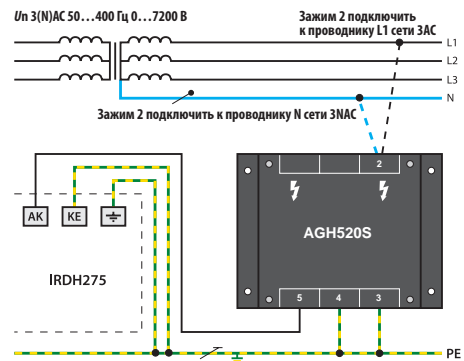 Un 3(N)AC 50...400 Гц 0...7200 В
Зажим 2 подключить
к проводнику L1 сети 3АС
L1
L2
L3
N
Зажим 2 подключить к проводнику N сети 3NAC
2
AK
KE
AGH520S
IRDH275
5
4
3
PE